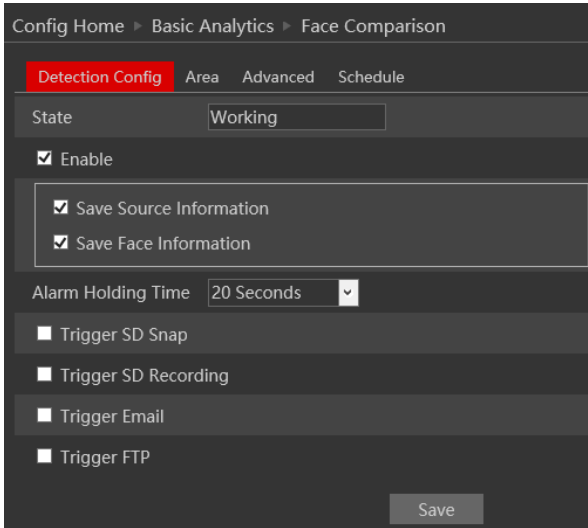 Config Home ▶ Basic Analytics ▶ Face Comparison
Detection Config Area Advanced Schedule
State Working
Enable
Save Source Information
Save Face Information
Alarm Holding Time 20 Seconds
Trigger SD Snap
Trigger SD Recording
Trigger Email
Trigger FTP
Save